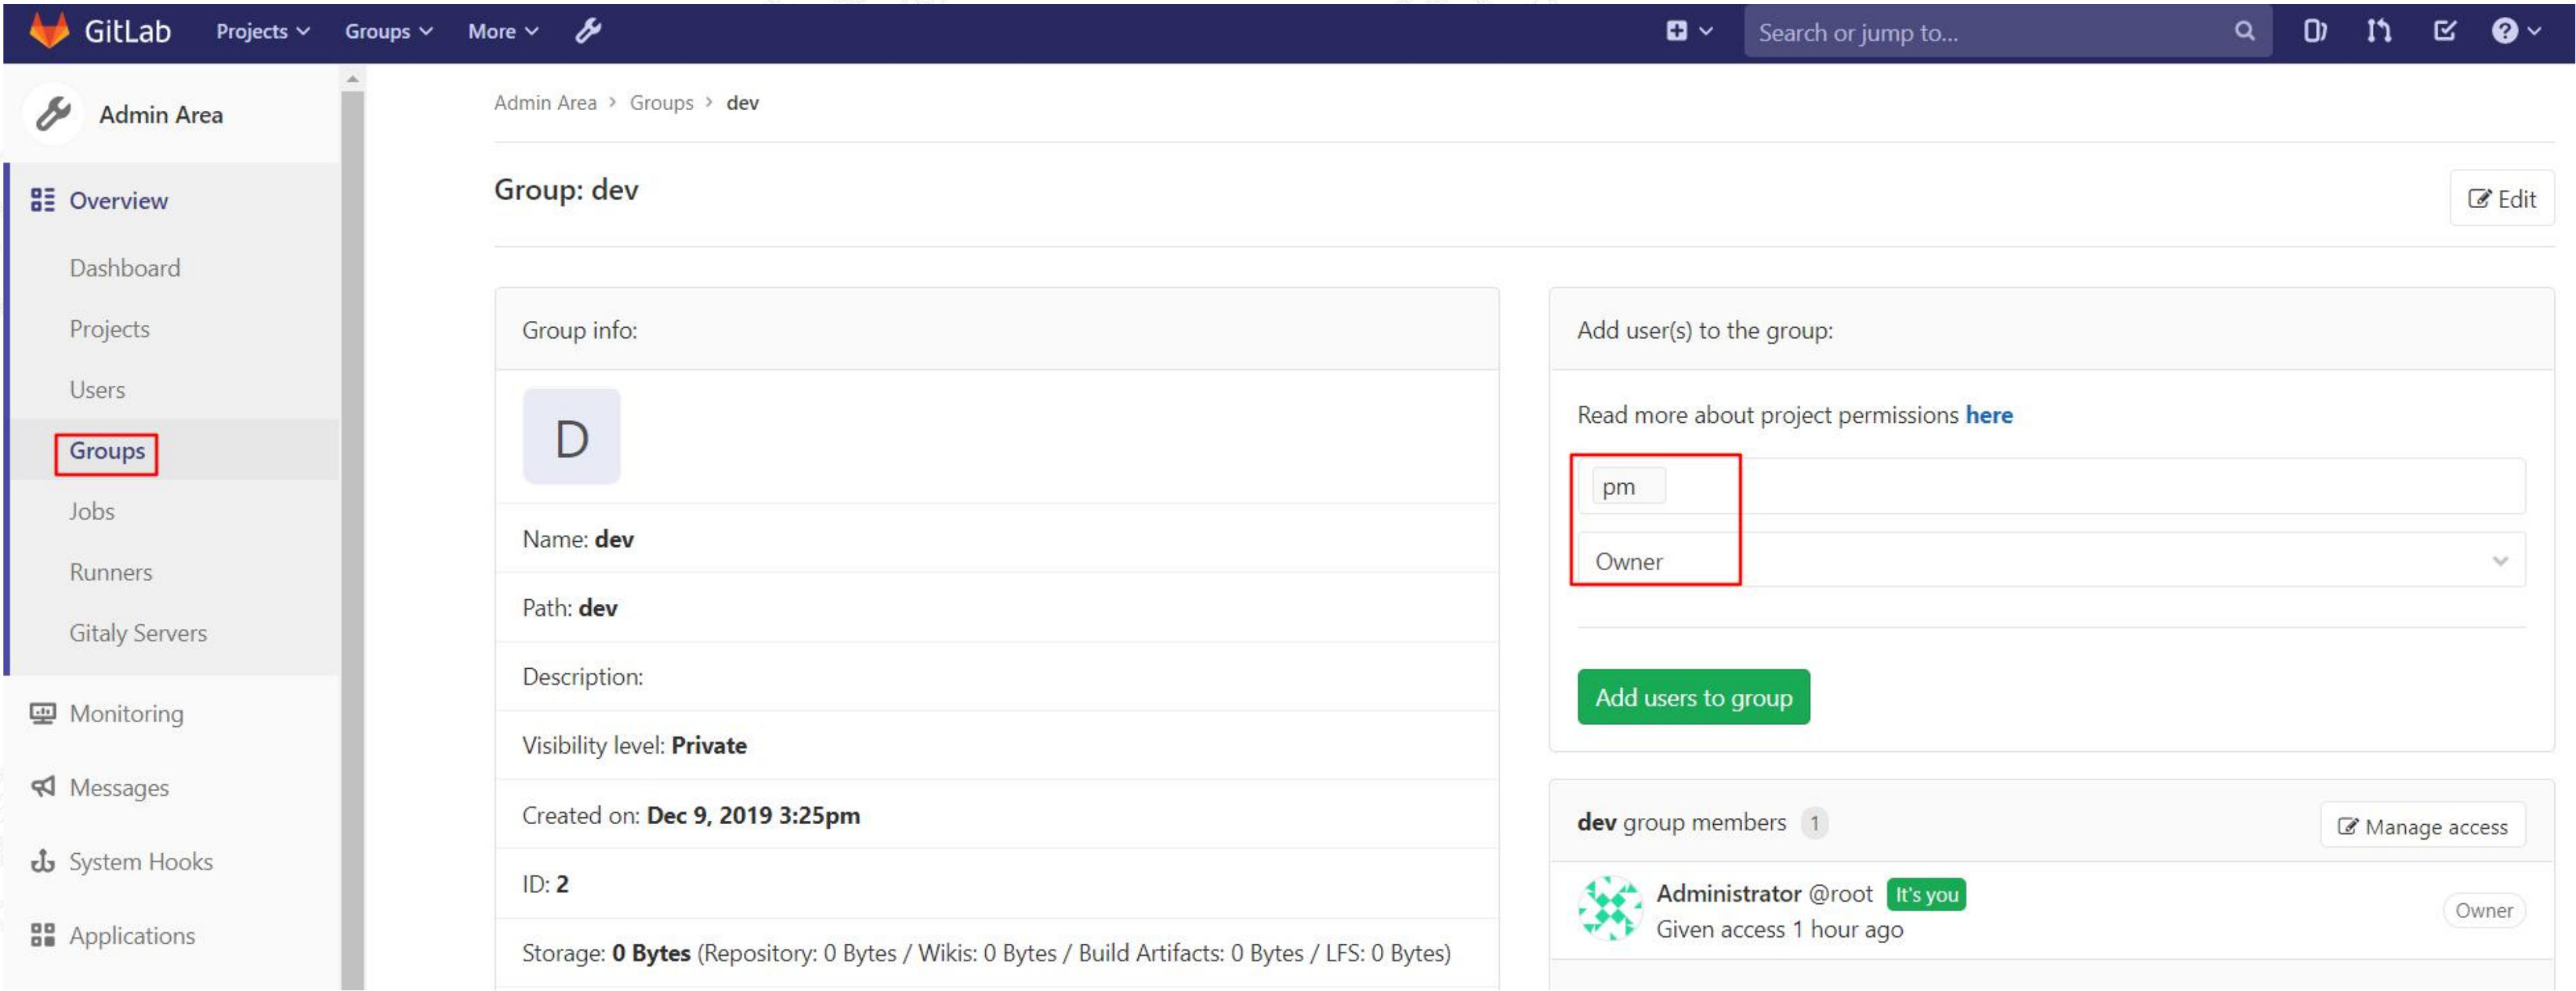 GitLab Projects Groups More Search or jump to...
Admin Area
Overview
Dashboard
Projects
Users
Groups
Jobs
Runners
Gitaly Servers
Monitoring
Messages
System Hooks
Applications
Admin Area > Groups > dev
Group: dev
Edit
Group info:
D
Name: dev
Path: dev
Description:
Visibility level: Private
Created on: Dec 9, 2019 3:25pm
ID: 2
Storage: 0 Bytes (Repository: 0 Bytes / Wikis: 0 Bytes / Build Artifacts: 0 Bytes / LFS: 0 Bytes)
Add user(s) to the group:
Read more about project permissions here
pm
Owner
Add users to group
dev group members 1
Manage access
Administrator @root It's you
Given access 1 hour ago
Owner